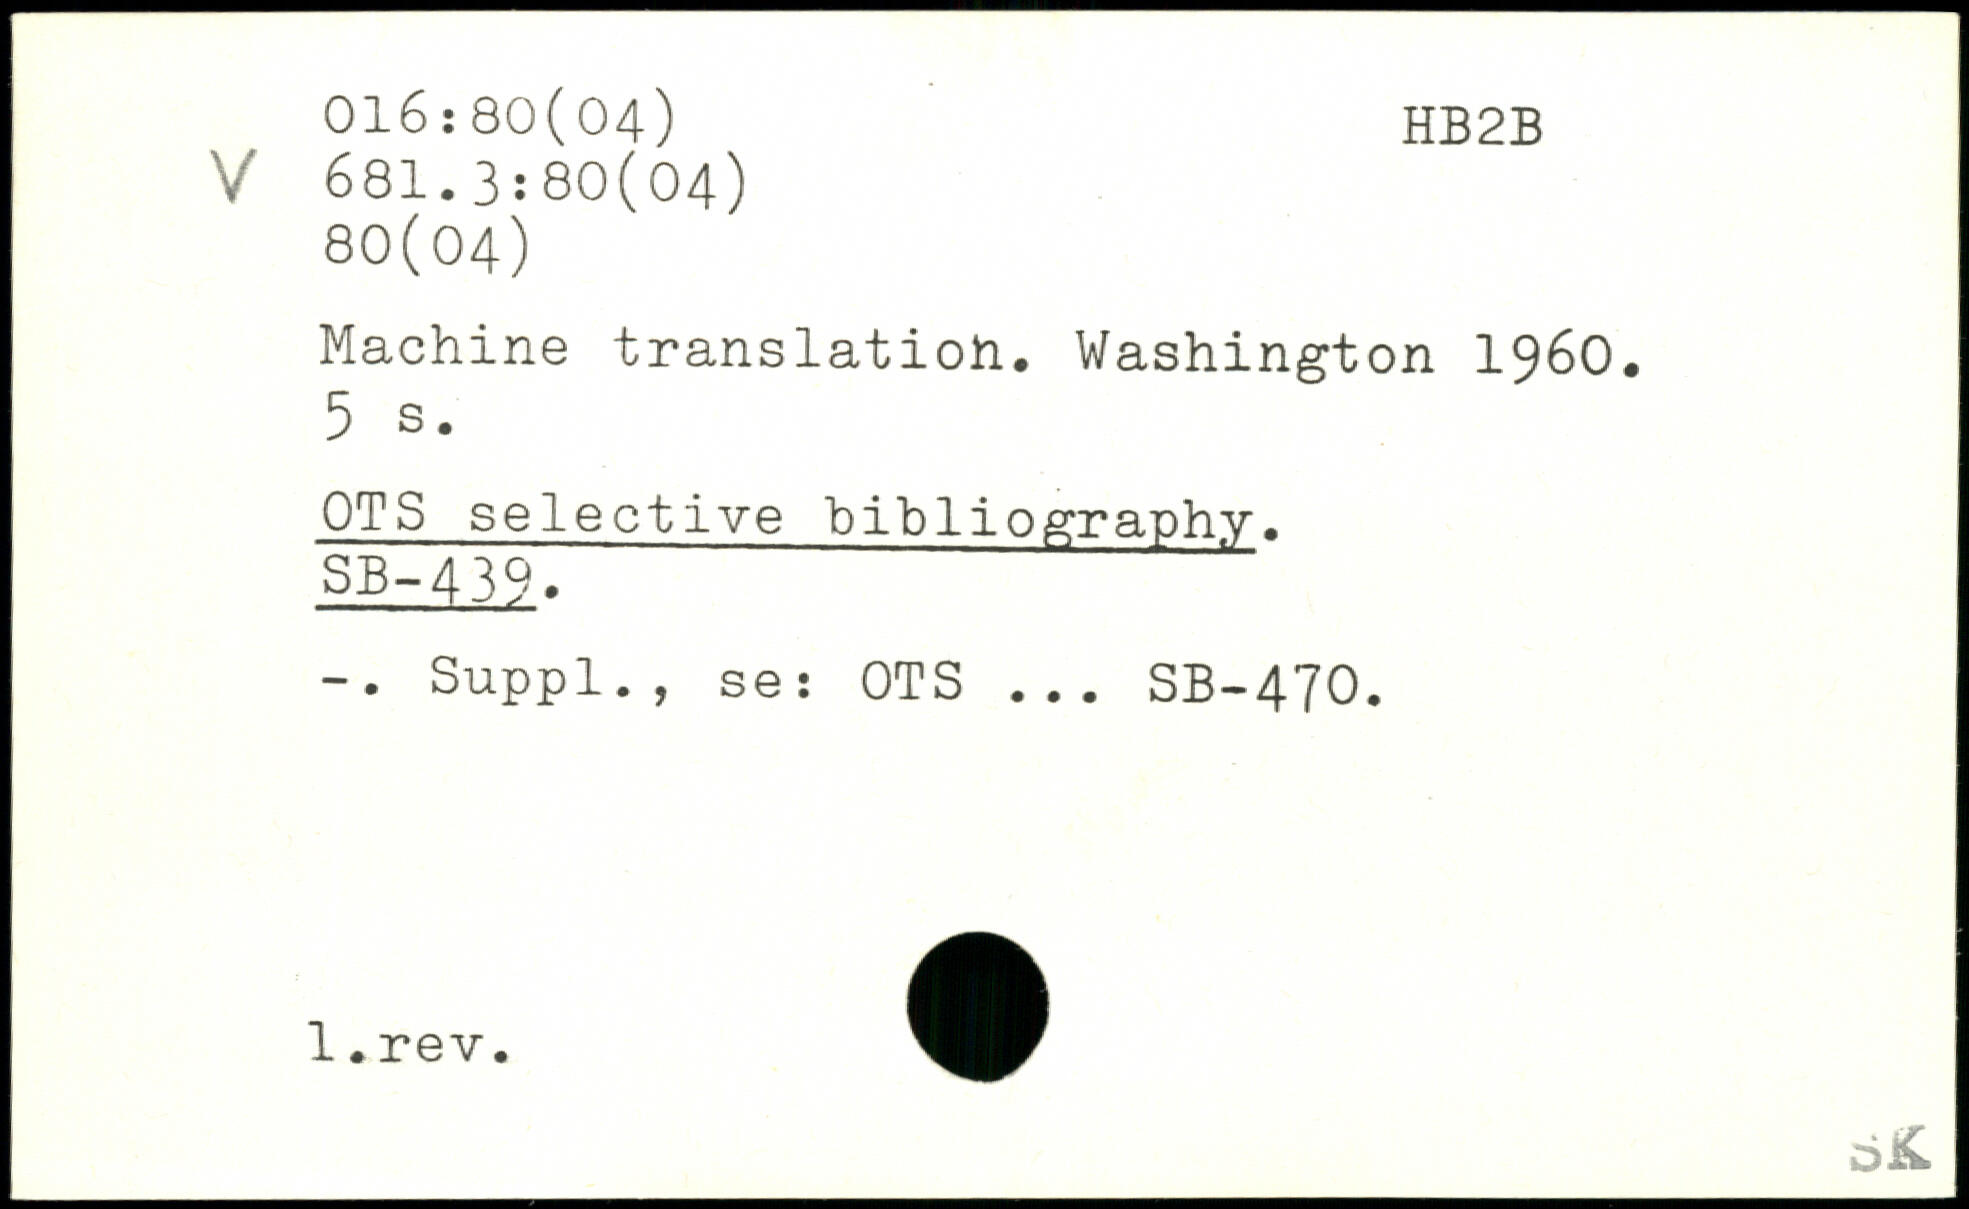 016:80(04) HB2B
V 681.3:80(04)
80(04)
Machine translation. Washington 1960.
5 s.
OTS selective bibliography.
SB-439.
-. Suppl., se: OTS ... SB-470.
1.rev.
SK